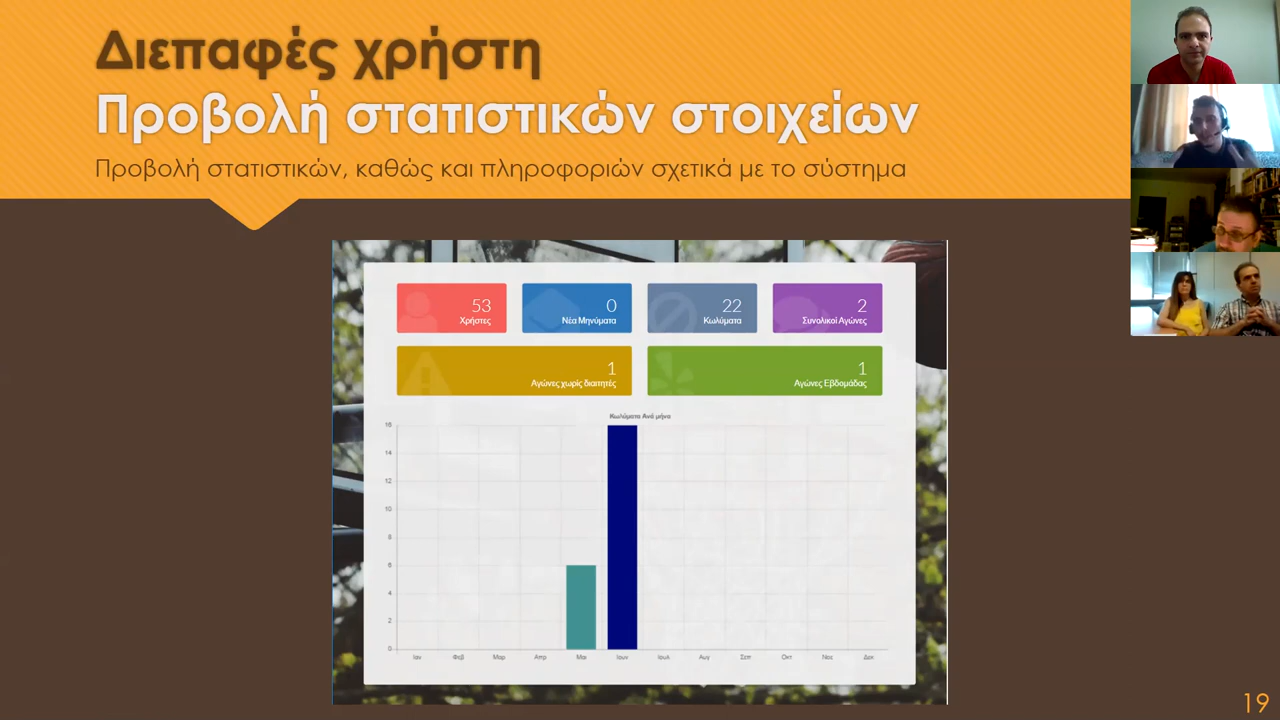 Διεπαφές χρήστη
Προβολή στατιστικών στοιχείων
Προβολή στατιστικών, καθώς και πληροφοριών σχετικά με το σύστημα
53
Χρήστες
0
Νέα Μηνύματα
22
Κωλύματα
2
Συνολικοί Αγώνες
1
Αγώνες χωρίς διαιτητές
1
Αγώνες Εβδομάδας
Κωλύματα Ανά μήνα
16
14
12
10
8
6
4
2
0
Ιαν Φεβ Μαρ Απρ Μαι Ιουν Ιουλ Αυγ Σεπ Οκτ Νοε Δεκ
19